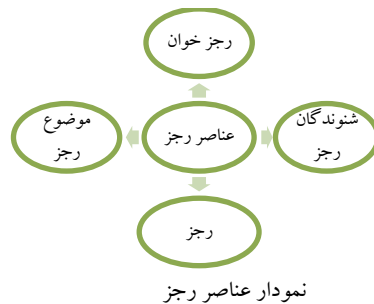 رجز خوان
شنوندگان
رجز
عناصر رجز
موضوع
رجز
رجز
نمودار عناصر رجز